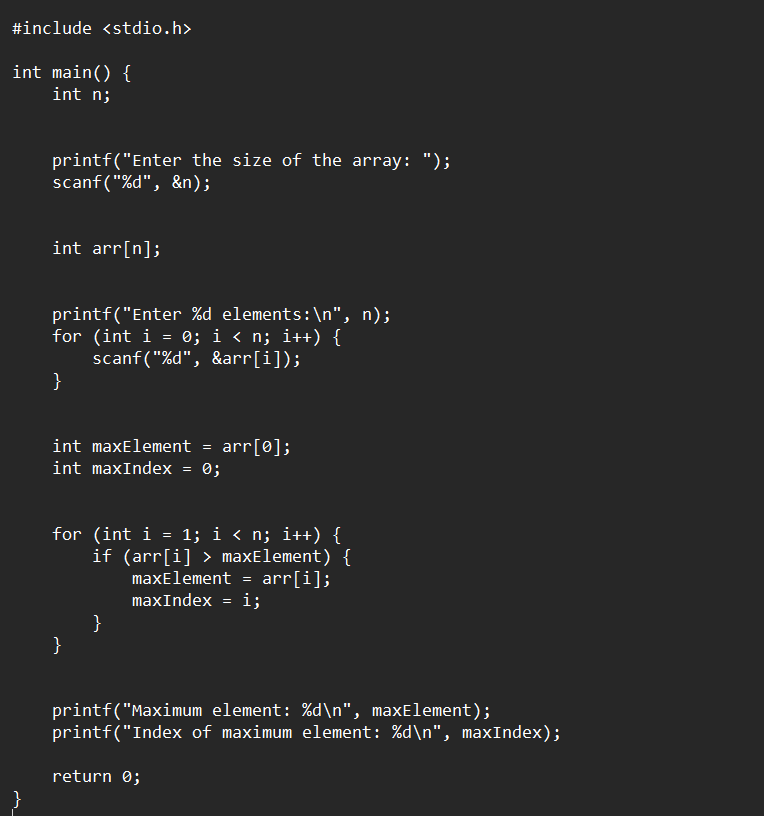 #include <stdio.h>
int main() {
    int n;
    printf("Enter the size of the array: ");
    scanf("%d", &n);
    int arr[n];
    printf("Enter %d elements:\n", n);
    for (int i = 0; i < n; i++) {
        scanf("%d", &arr[i]);
    }
    int maxElement = arr[0];
    int maxIndex = 0;
    for (int i = 1; i < n; i++) {
        if (arr[i] > maxElement) {
            maxElement = arr[i];
            maxIndex = i;
        }
    }
    printf("Maximum element: %d\n", maxElement);
    printf("Index of maximum element: %d\n", maxIndex);
    return 0;
}